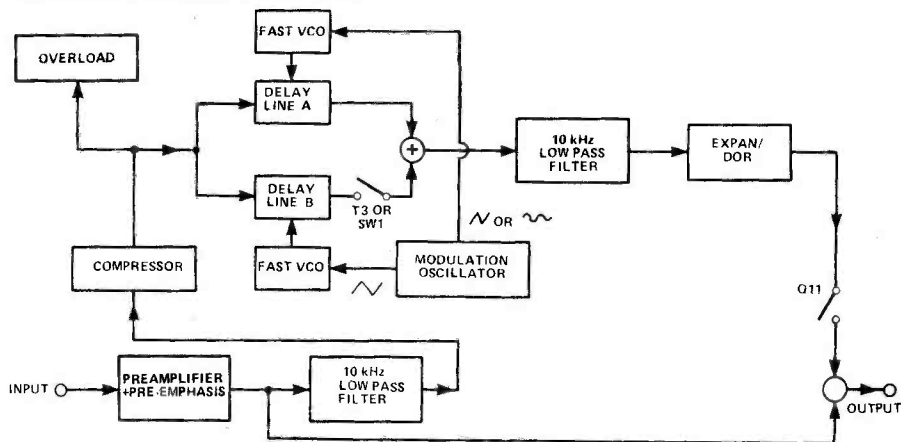 FAST VCO
OVERLOAD
DELAY
LINE A
+
10 kHz
LOW PASS
FILTER
EXPAN/
DOR
DELAY
LINE B
T3 OR
SW1
OR
COMPRESSOR
FAST VCO
MODULATION
OSCILLATOR
Q11
INPUT
PREAMPLIFIER
+PRE-EMPHASIS
10 kHz
LOW PASS
FILTER
OUTPUT